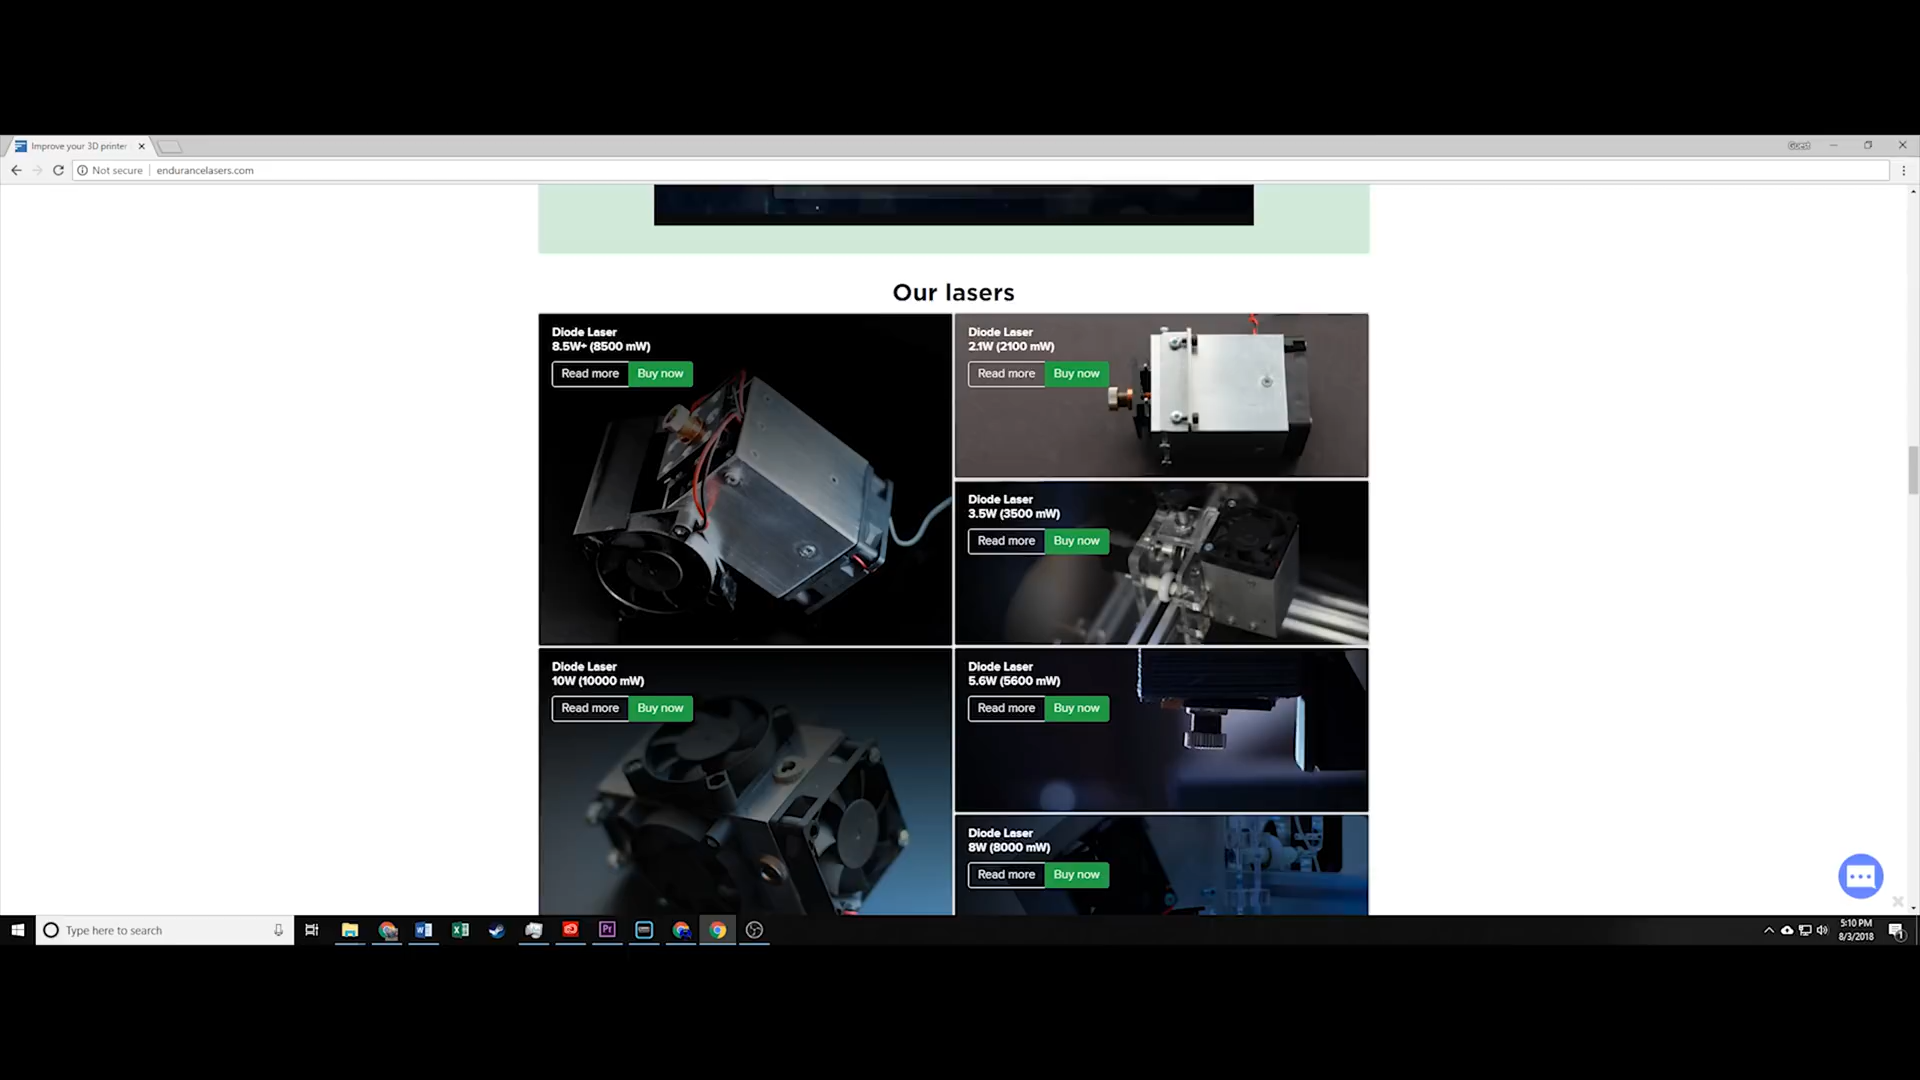 Improve your 3D printer
Guest
Not secure
endurancelasers.com
Our lasers
Diode Laser
8.5W+ (8500 mW)
Read more
Buy now
Diode Laser
2.1W (2100 mW)
Read more
Buy now
Diode Laser
3.5W (3500 mW)
Read more
Buy now
Diode Laser
10W (10000 mW)
Read more
Buy now
Diode Laser
5.6W (5600 mW)
Read more
Buy now
Diode Laser
8W (8000 mW)
Read more
Buy now
Type here to search
Pr
5:10 PM
8/3/2018
1